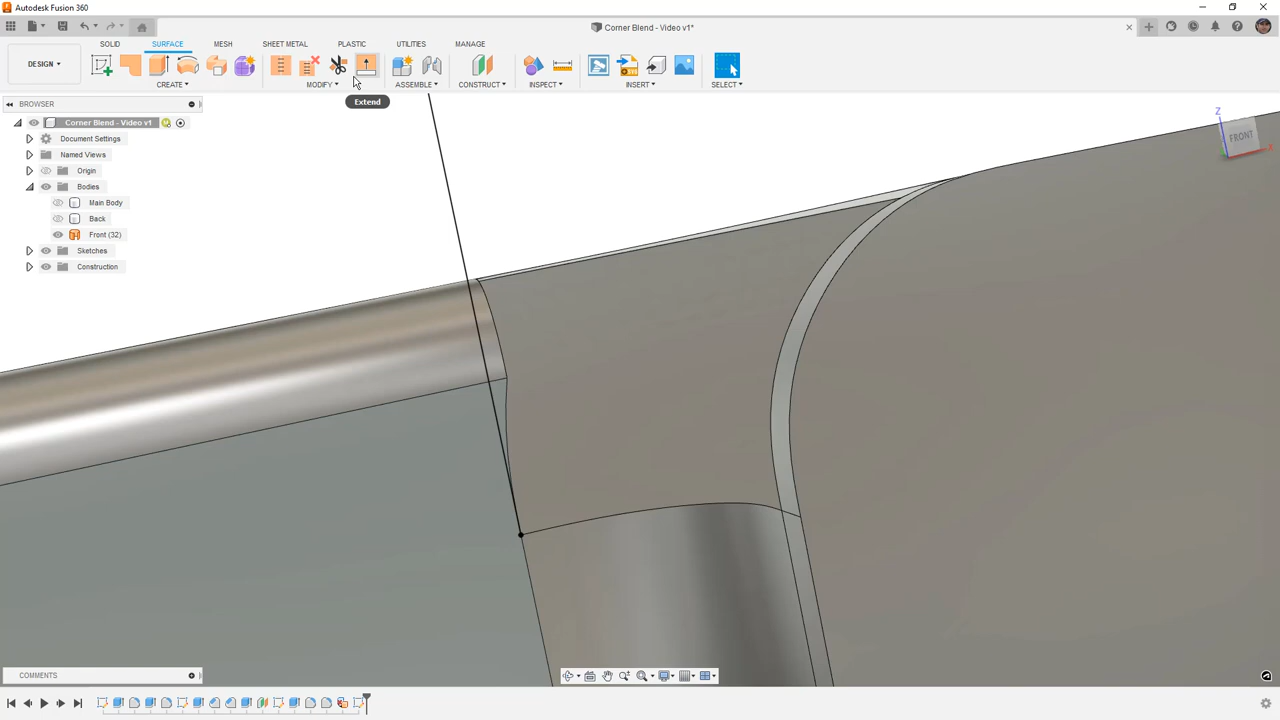 Autodesk Fusion 360
Corner Blend - Video v1*
DESIGN
SOLID SURFACE MESH SHEET METAL PLASTIC UTILITIES MANAGE
CREATE MODIFY ASSEMBLE CONSTRUCT INSPECT INSERT SELECT
Extend
BROWSER
Corner Blend - Video v1
Document Settings
Named Views
Origin
Bodies
Main Body
Back
Front (32)
Sketches
Construction
Z
FRONT
X
COMMENTS